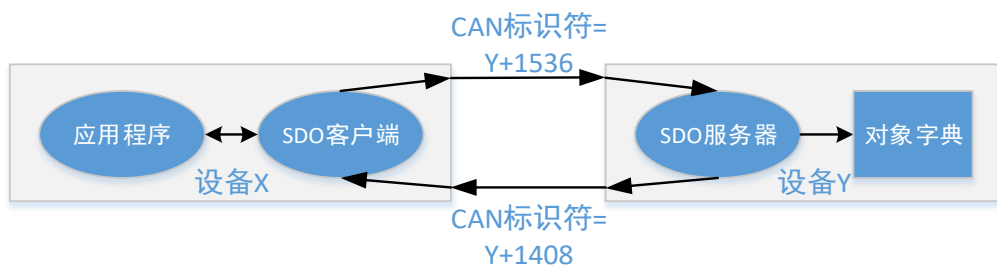 CAN标识符=
Y+1536
应用程序
SDO客户端
SDO服务器
对象字典
设备X
设备Y
CAN标识符=
Y+1408